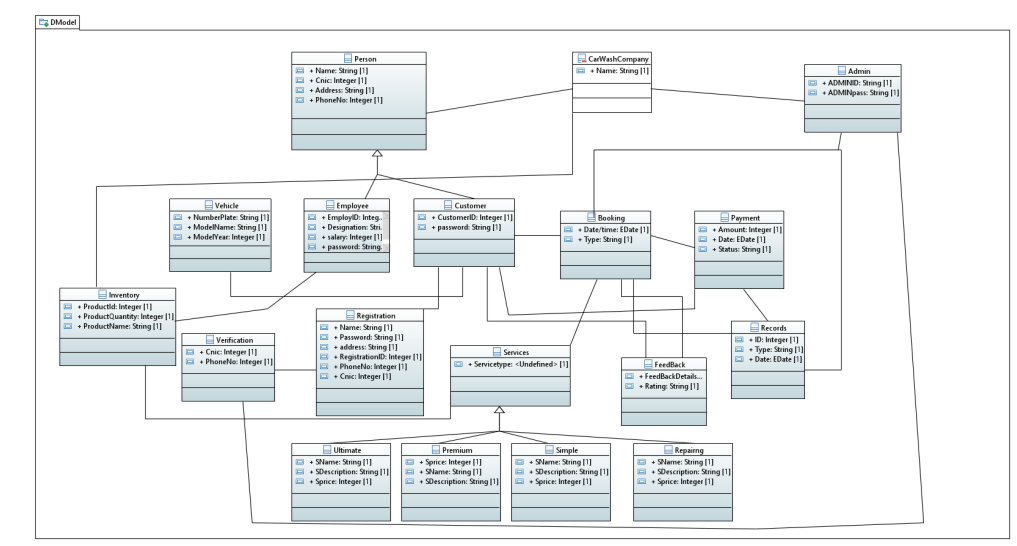 DModel
Person
+ Name: String [1]
+ Cnic: Integer [1]
+ Address: String [1]
+ PhoneNo: Integer [1]
CarWashCompany
+ Name: String [1]
Admin
+ ADMINID: String [1]
+ ADMINpass: String [1]
Vehicle
+ NumberPlate: String [1]
+ ModelName: String [1]
+ ModelYear: Integer [1]
Employee
+ EmployID: Integ..
+ Designation: Stri.
+ salary: Integer [1]
+ password: String.
Customer
+ CustomerID: Integer [1]
+ password: String [1]
Booking
+ Date/time: EDate [1]
+ Type: String [1]
Payment
+ Amount: Integer [1]
+ Date: EDate [1]
+ Status: String [1]
Inventory
+ ProductId: Integer [1]
+ ProductQuantity: Integer [1]
+ ProductName: String [1]
Verification
+ Cnic: Integer [1]
+ PhoneNo: Integer [1]
Registration
+ Name: String [1]
+ Password: String [1]
+ address: String [1]
+ RegistrationID: Integer [1]
+ PhoneNo: Integer [1]
+ Cnic: Integer [1]
Services
+ Servicetype: <Undefined> [1]
FeedBack
+ FeedBackDetails...
+ Rating: String [1]
Records
+ ID: Integer [1]
+ Type: String [1]
+ Date: EDate [1]
Ultimate
+ SName: String [1]
+ SDescription: String [1]
+ Sprice: Integer [1]
Premium
+ Sprice: Integer [1]
+ SName: String [1]
+ SDescription: String [1]
Simple
+ SName: String [1]
+ SDescription: String [1]
+ Sprice: Integer [1]
Repairng
+ SName: String [1]
+ SDescription: String [1]
+ Sprice: Integer [1]